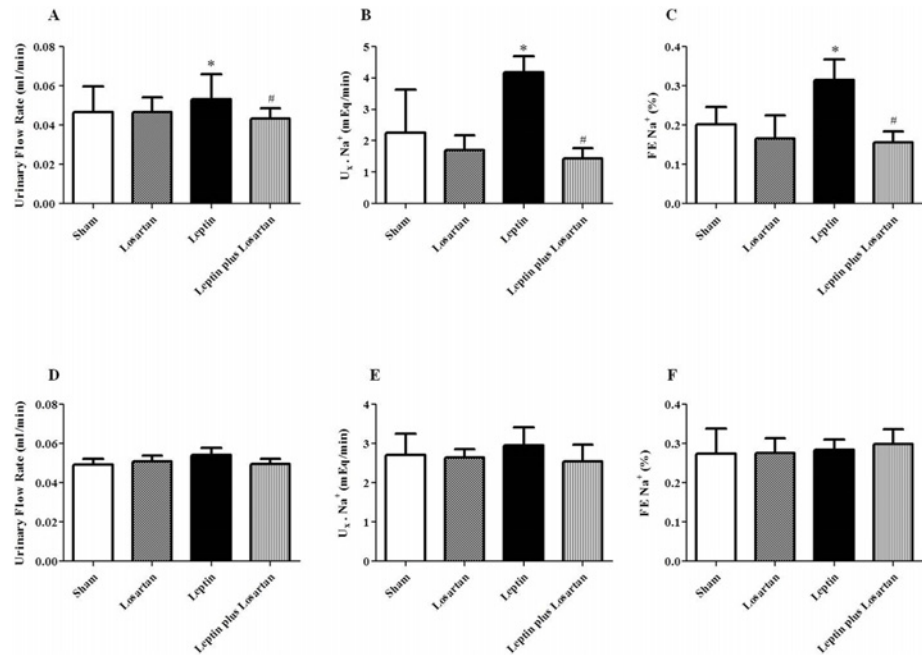 A
Urinary Flow Rate (ml/min)
0.08
0.06
0.04
0.02
0.00
*
#
Sham
Losartan
Leptin
Leptin plus Losartan
B
Uₓ . Na⁺ (mEq/min)
5
4
3
2
1
0
*
#
Sham
Losartan
Leptin
Leptin plus Losartan
C
FE Na⁺ (%)
0.4
0.3
0.2
0.1
0.0
*
#
Sham
Losartan
Leptin
Leptin plus Losartan
D
Urinary Flow Rate (ml/min)
0.08
0.06
0.04
0.02
0.00
Sham
Losartan
Leptin
Leptin plus Losartan
E
Uₓ . Na⁺ (mEq/min)
4
3
2
1
0
Sham
Losartan
Leptin
Leptin plus Losartan
F
FE Na⁺ (%)
0.4
0.3
0.2
0.1
0.0
Sham
Losartan
Leptin
Leptin plus Losartan